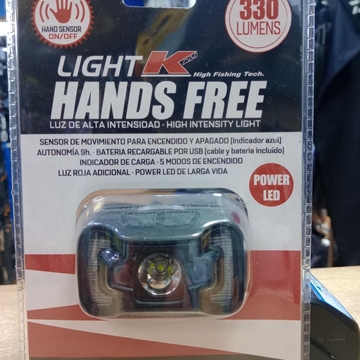 HAND SENSOR
ON/OFF
330
LUMENS
LIGHT K
High Fishing Tech.
HANDS FREE
LUZ DE ALTA INTENSIDAD - HIGH INTENSITY LIGHT
SENSOR DE MOVIMIENTO PARA ENCENDIDO Y APAGADO (Indicador azul)
AUTONOMÍA 9h. - BATERIA RECARGABLE POR USB (cable y batería incluido)
INDICADOR DE CARGA - 5 MODOS DE ENCENDIDO
LUZ ROJA ADICIONAL - POWER LED DE LARGA VIDA
POWER
LED